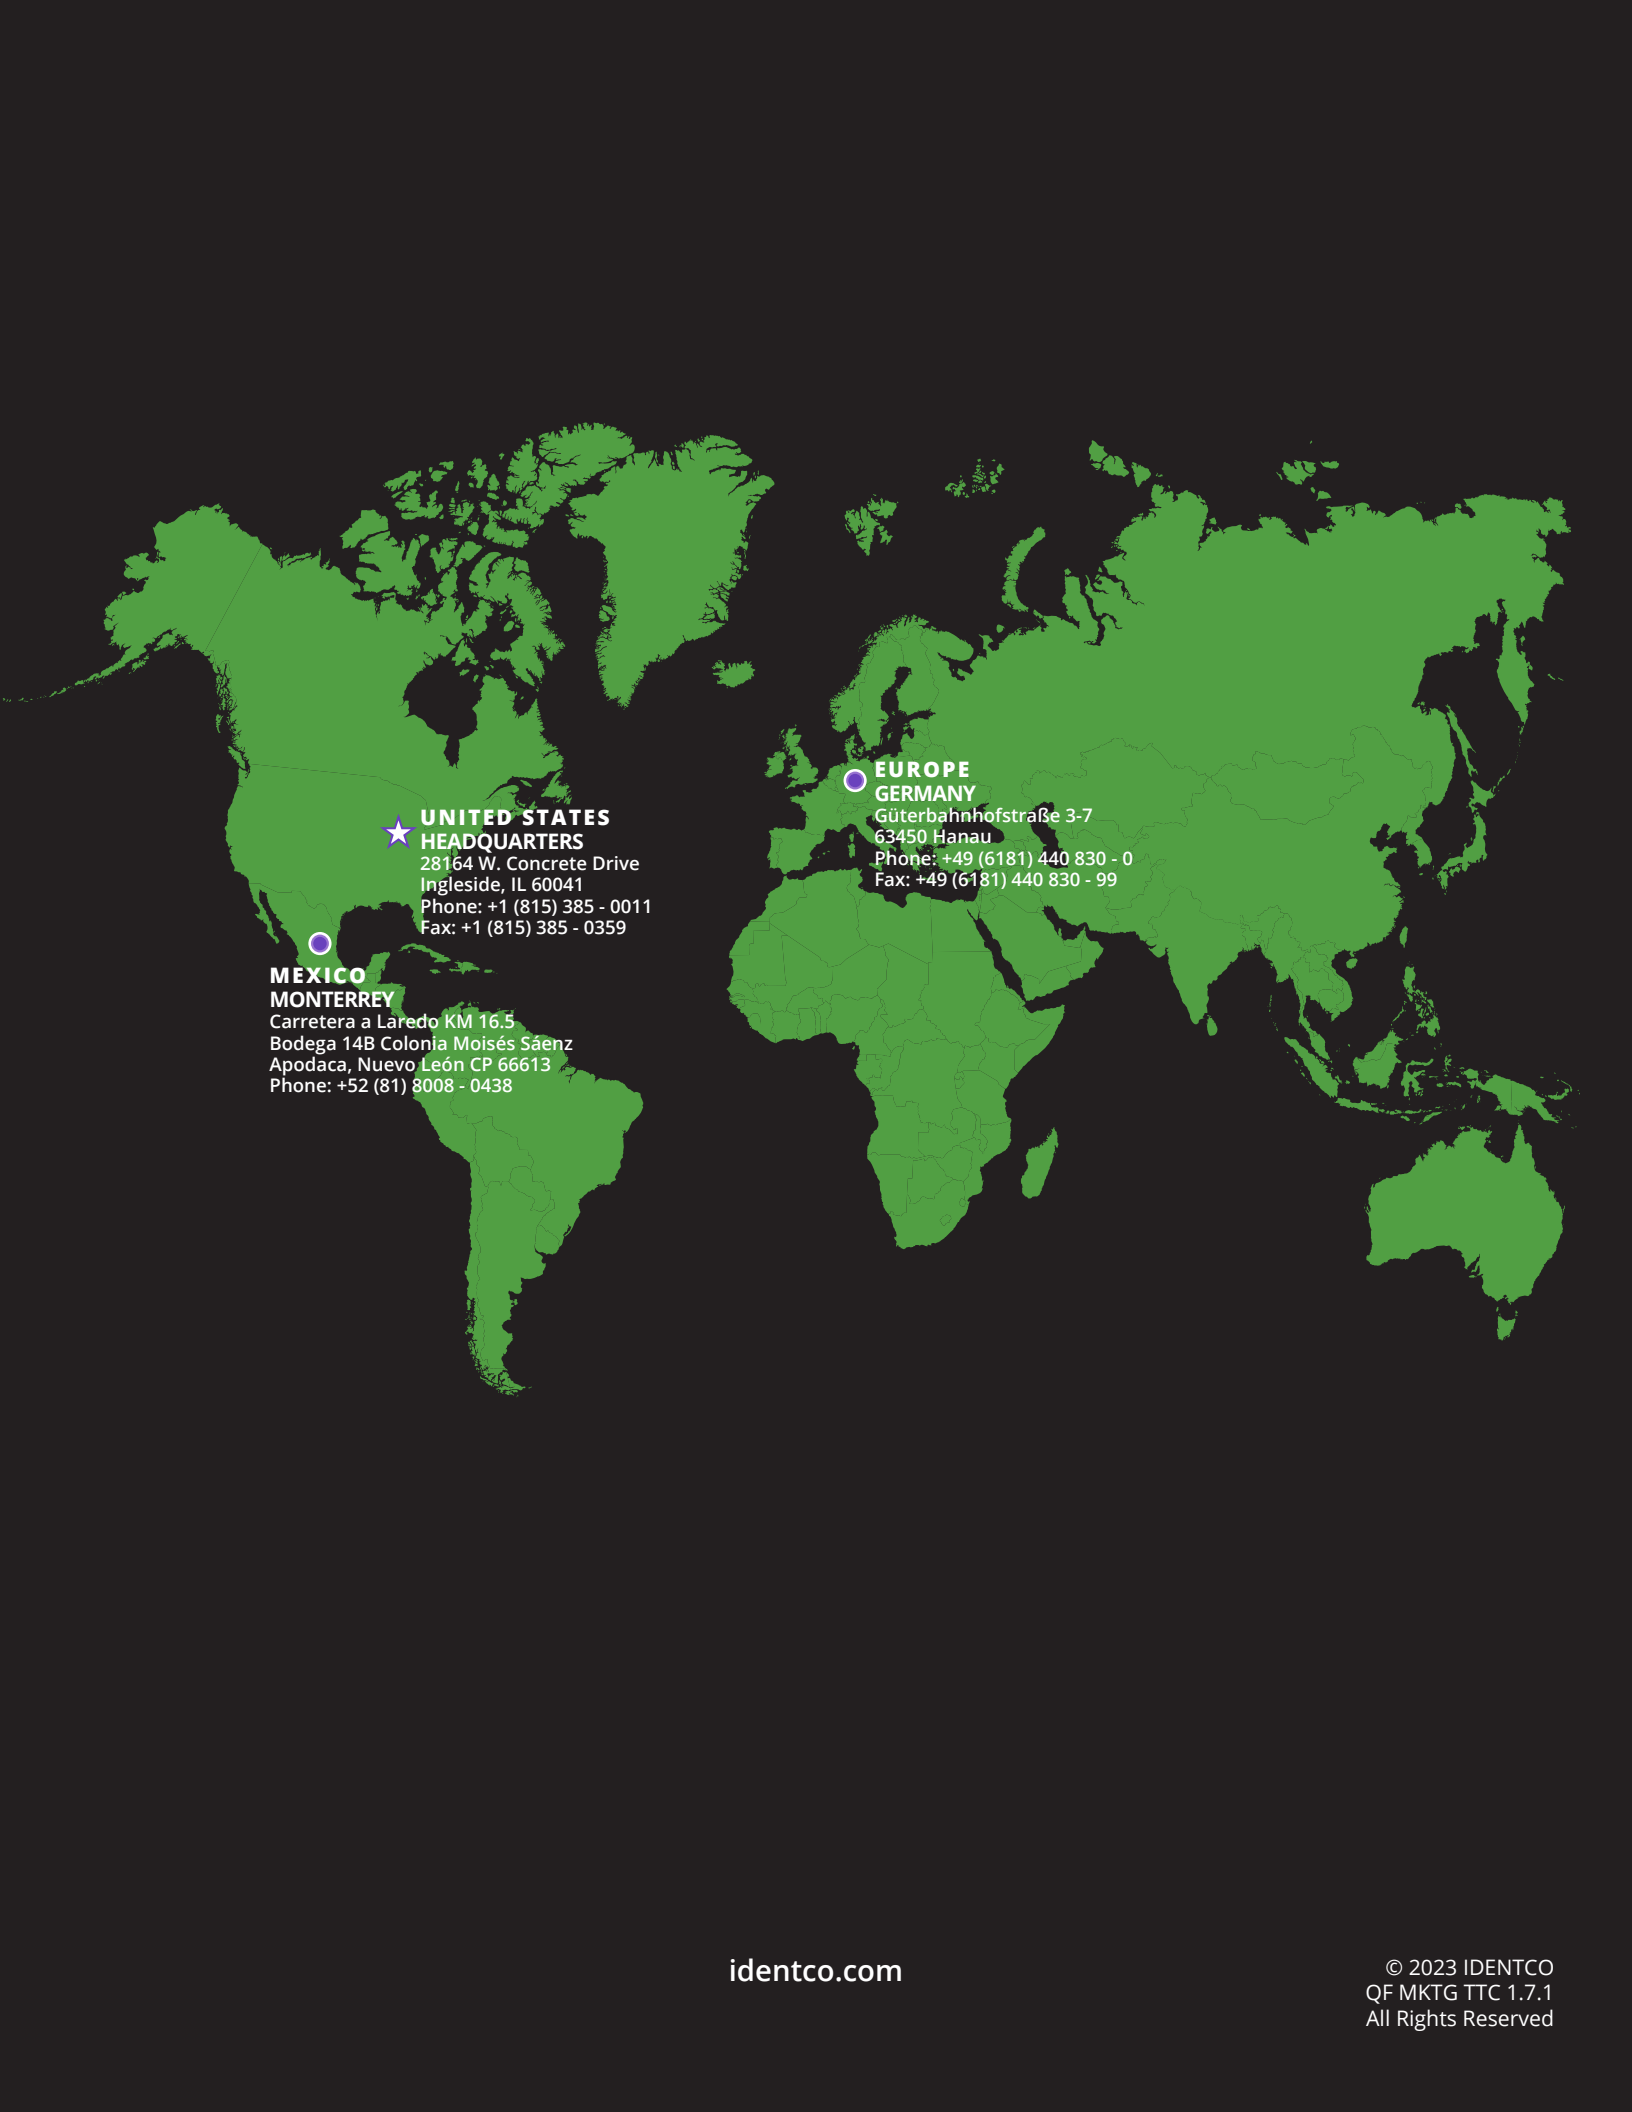 EUROPE
GERMANY
Güterbahnhofstraße 3-7
63450 Hanau
Phone: +49 (6181) 440 830 - 0
Fax: +49 (6181) 440 830 - 99
UNITED STATES
HEADQUARTERS
28164 W. Concrete Drive
Ingleside, IL 60041
Phone: +1 (815) 385 - 0011
Fax: +1 (815) 385 - 0359
MEXICO
MONTERREY
Carretera a Laredo KM 16.5
Bodega 14B Colonia Moisés Sáenz
Apodaca, Nuevo León CP 66613
Phone: +52 (81) 8008 - 0438
identco.com
© 2023 IDENTCO
QF MKTG TTC 1.7.1
All Rights Reserved